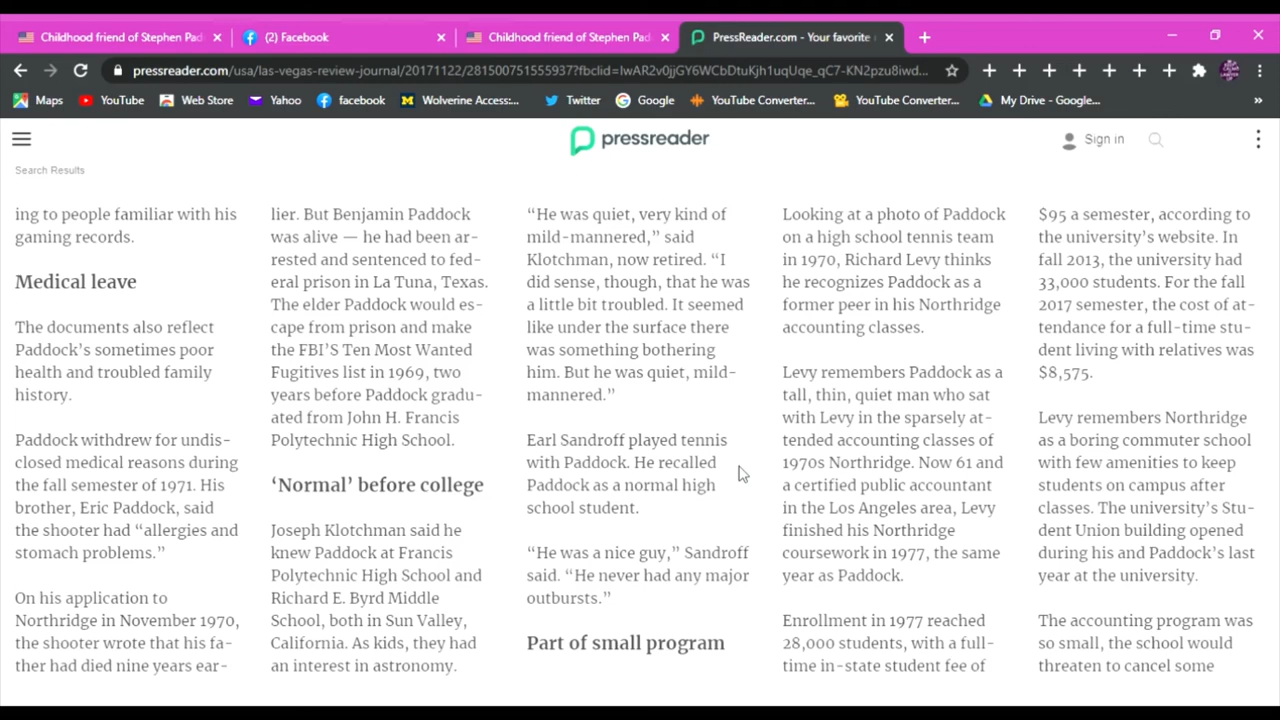 Childhood friend of Stephen Pad
(2) Facebook
Childhood friend of Stephen Pad
PressReader.com - Your favorite
pressreader.com/usa/las-vegas-review-journal/20171122/281500751555937?fbclid=IwAR2v0jjGY6WCbDtuKjh1uqUqe_qC7-KN2pzu8iwd...
Maps
YouTube
Web Store
Yahoo
facebook
Wolverine Access:...
Twitter
Google
YouTube Converter...
YouTube Converter...
My Drive - Google...
»
pressreader
Sign in
Search Results
ing to people familiar with his
gaming records.
Medical leave
The documents also reflect
Paddock's sometimes poor
health and troubled family
history.
Paddock withdrew for undis-
closed medical reasons during
the fall semester of 1971. His
brother, Eric Paddock, said
the shooter had “allergies and
stomach problems.”
On his application to
Northridge in November 1970,
the shooter wrote that his fa-
ther had died nine years ear-
lier. But Benjamin Paddock
was alive — he had been ar-
rested and sentenced to fed-
eral prison in La Tuna, Texas.
The elder Paddock would es-
cape from prison and make
the FBI'S Ten Most Wanted
Fugitives list in 1969, two
years before Paddock gradu-
ated from John H. Francis
Polytechnic High School.
‘Normal’ before college
Joseph Klotchman said he
knew Paddock at Francis
Polytechnic High School and
Richard E. Byrd Middle
School, both in Sun Valley,
California. As kids, they had
an interest in astronomy.
“He was quiet, very kind of
mild-mannered,” said
Klotchman, now retired. “I
did sense, though, that he was
a little bit troubled. It seemed
like under the surface there
was something bothering
him. But he was quiet, mild-
mannered.”
Earl Sandroff played tennis
with Paddock. He recalled
Paddock as a normal high
school student.
“He was a nice guy,” Sandroff
said. “He never had any major
outbursts.”
Part of small program
Looking at a photo of Paddock
on a high school tennis team
in 1970, Richard Levy thinks
he recognizes Paddock as a
former peer in his Northridge
accounting classes.
Levy remembers Paddock as a
tall, thin, quiet man who sat
with Levy in the sparsely at-
tended accounting classes of
1970s Northridge. Now 61 and
a certified public accountant
in the Los Angeles area, Levy
finished his Northridge
coursework in 1977, the same
year as Paddock.
Enrollment in 1977 reached
28,000 students, with a full-
time in-state student fee of
$95 a semester, according to
the university's website. In
fall 2013, the university had
33,000 students. For the fall
2017 semester, the cost of at-
tendance for a full-time stu-
dent living with relatives was
$8,575.
Levy remembers Northridge
as a boring commuter school
with few amenities to keep
students on campus after
classes. The university's Stu-
dent Union building opened
during his and Paddock's last
year at the university.
The accounting program was
so small, the school would
threaten to cancel some